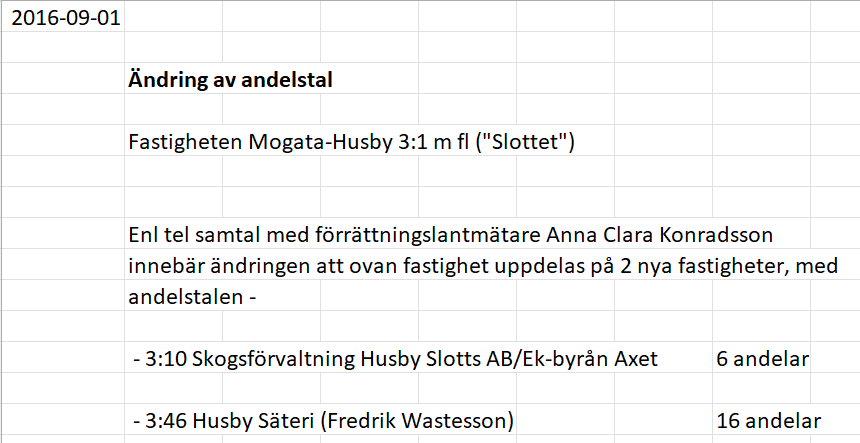 2016-09-01
Ändring av andelstal
Fastigheten Mogata-Husby 3:1 m fl ("Slottet")
Enl tel samtal med förrättningslantmätare Anna Clara Konradsson
innebär ändringen att ovan fastighet uppdelas på 2 nya fastigheter, med
andelstalen -
- 3:10 Skogsförvaltning Husby Slotts AB/Ek-byrån Axet 6 andelar
- 3:46 Husby Säteri (Fredrik Wastesson) 16 andelar